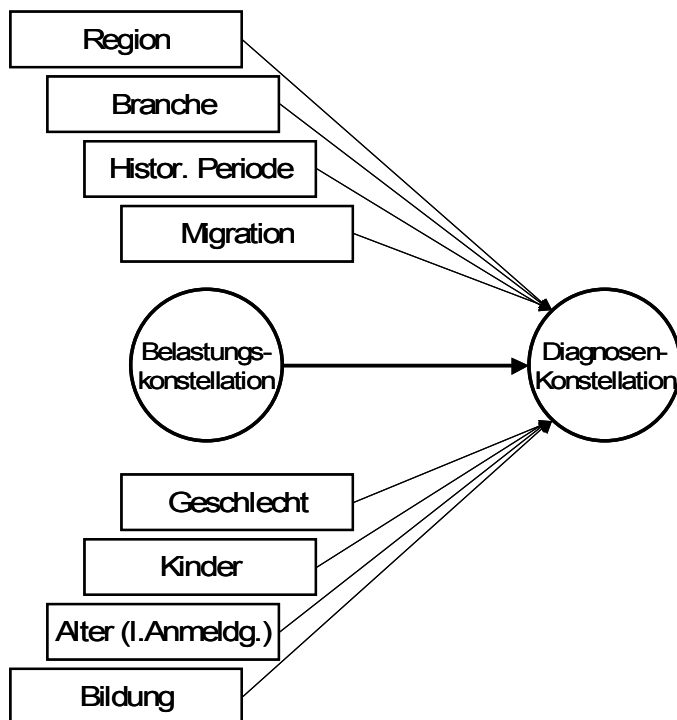 Region
Branche
Histor. Periode
Migration
Belastungs-
konstellation
Diagnosen-
Konstellation
Geschlecht
Kinder
Alter (I.Anmeldg.)
Bildung